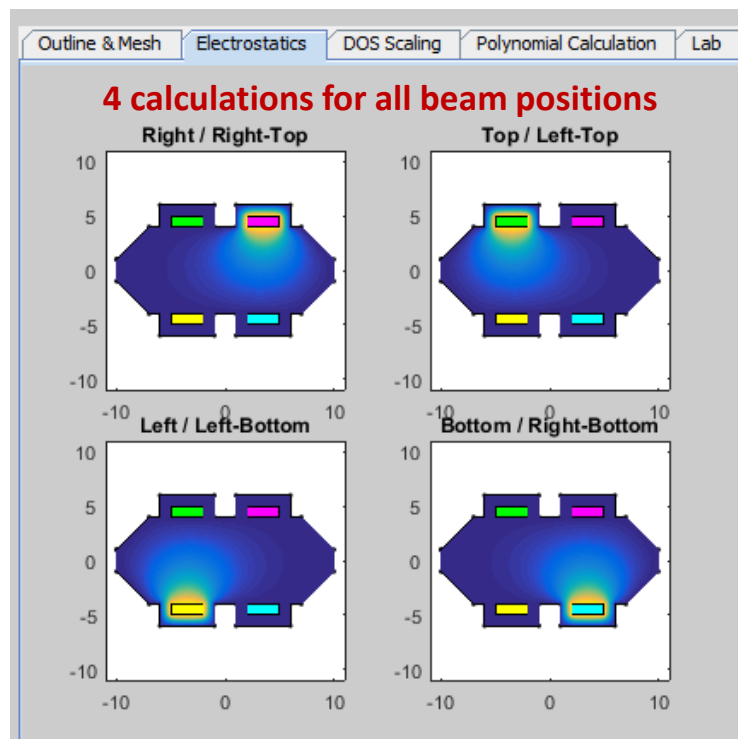 Outline & Mesh Electrostatics DOS Scaling Polynomial Calculation Lab
4 calculations for all beam positions
Right / Right-Top Top / Left-Top
10 10
5 5
0 0
-5 -5
-10 -10
-10 0 10 -10 0 10
Left / Left-Bottom Bottom / Right-Bottom
10 10
5 5
0 0
-5 -5
-10 -10
-10 0 10 -10 0 10